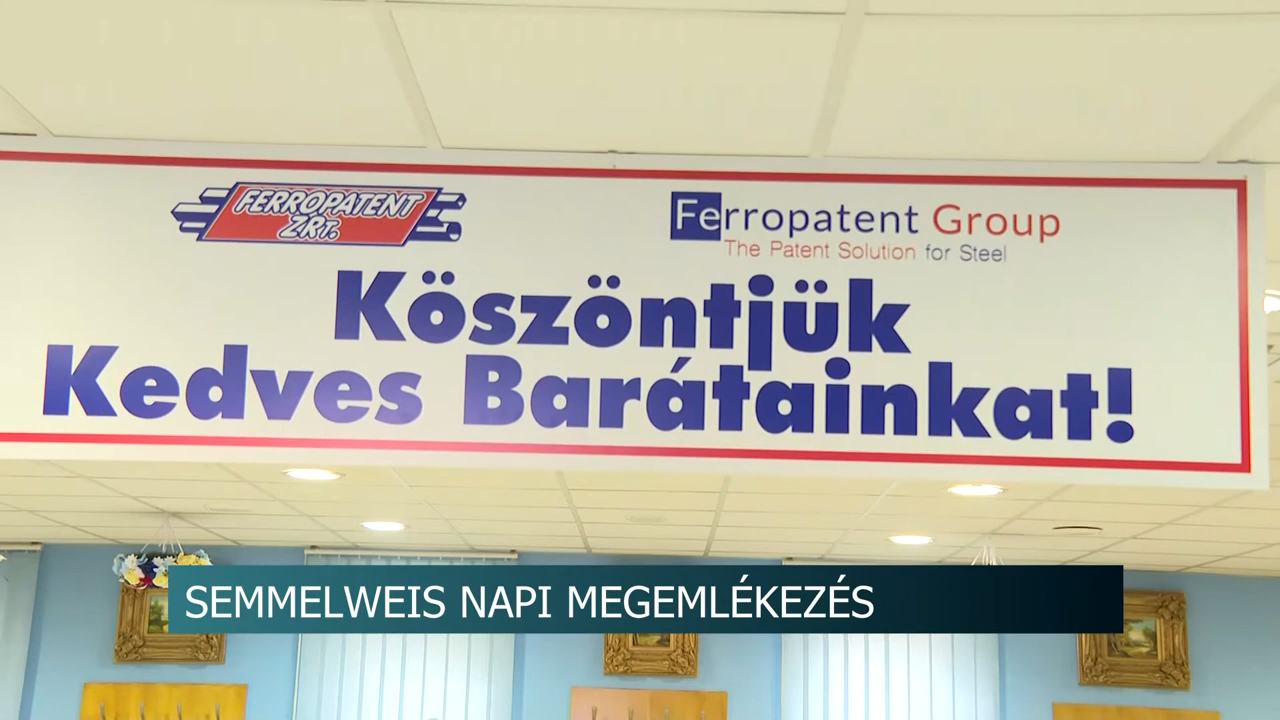 FERROPATENT
ZRT.
Ferropatent Group
The Patent Solution for Steel
Köszöntjük
Kedves Barátainkat!
SEMMELWEIS NAPI MEGEMLÉKEZÉS